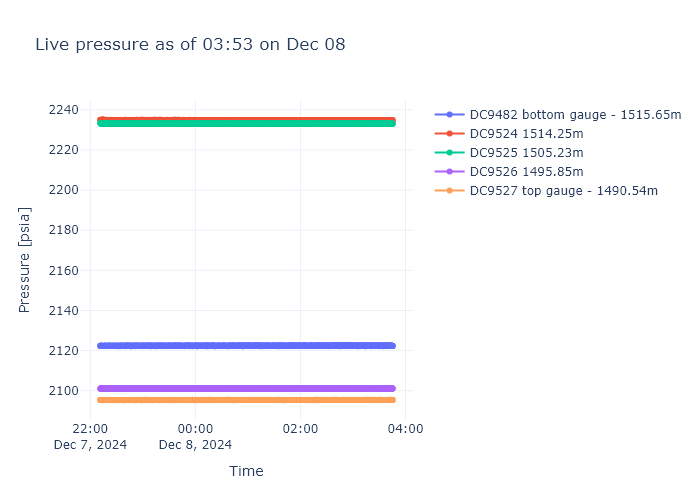 Live pressure as of 03:53 on Dec 08
DC9482 bottom gauge - 1515.65m
DC9524 1514.25m
DC9525 1505.23m
DC9526 1495.85m
DC9527 top gauge - 1490.54m
Pressure [psia]
2240
2220
2200
2180
2160
2140
2120
2100
22:00
Dec 7, 2024
00:00
Dec 8, 2024
02:00
04:00
Time